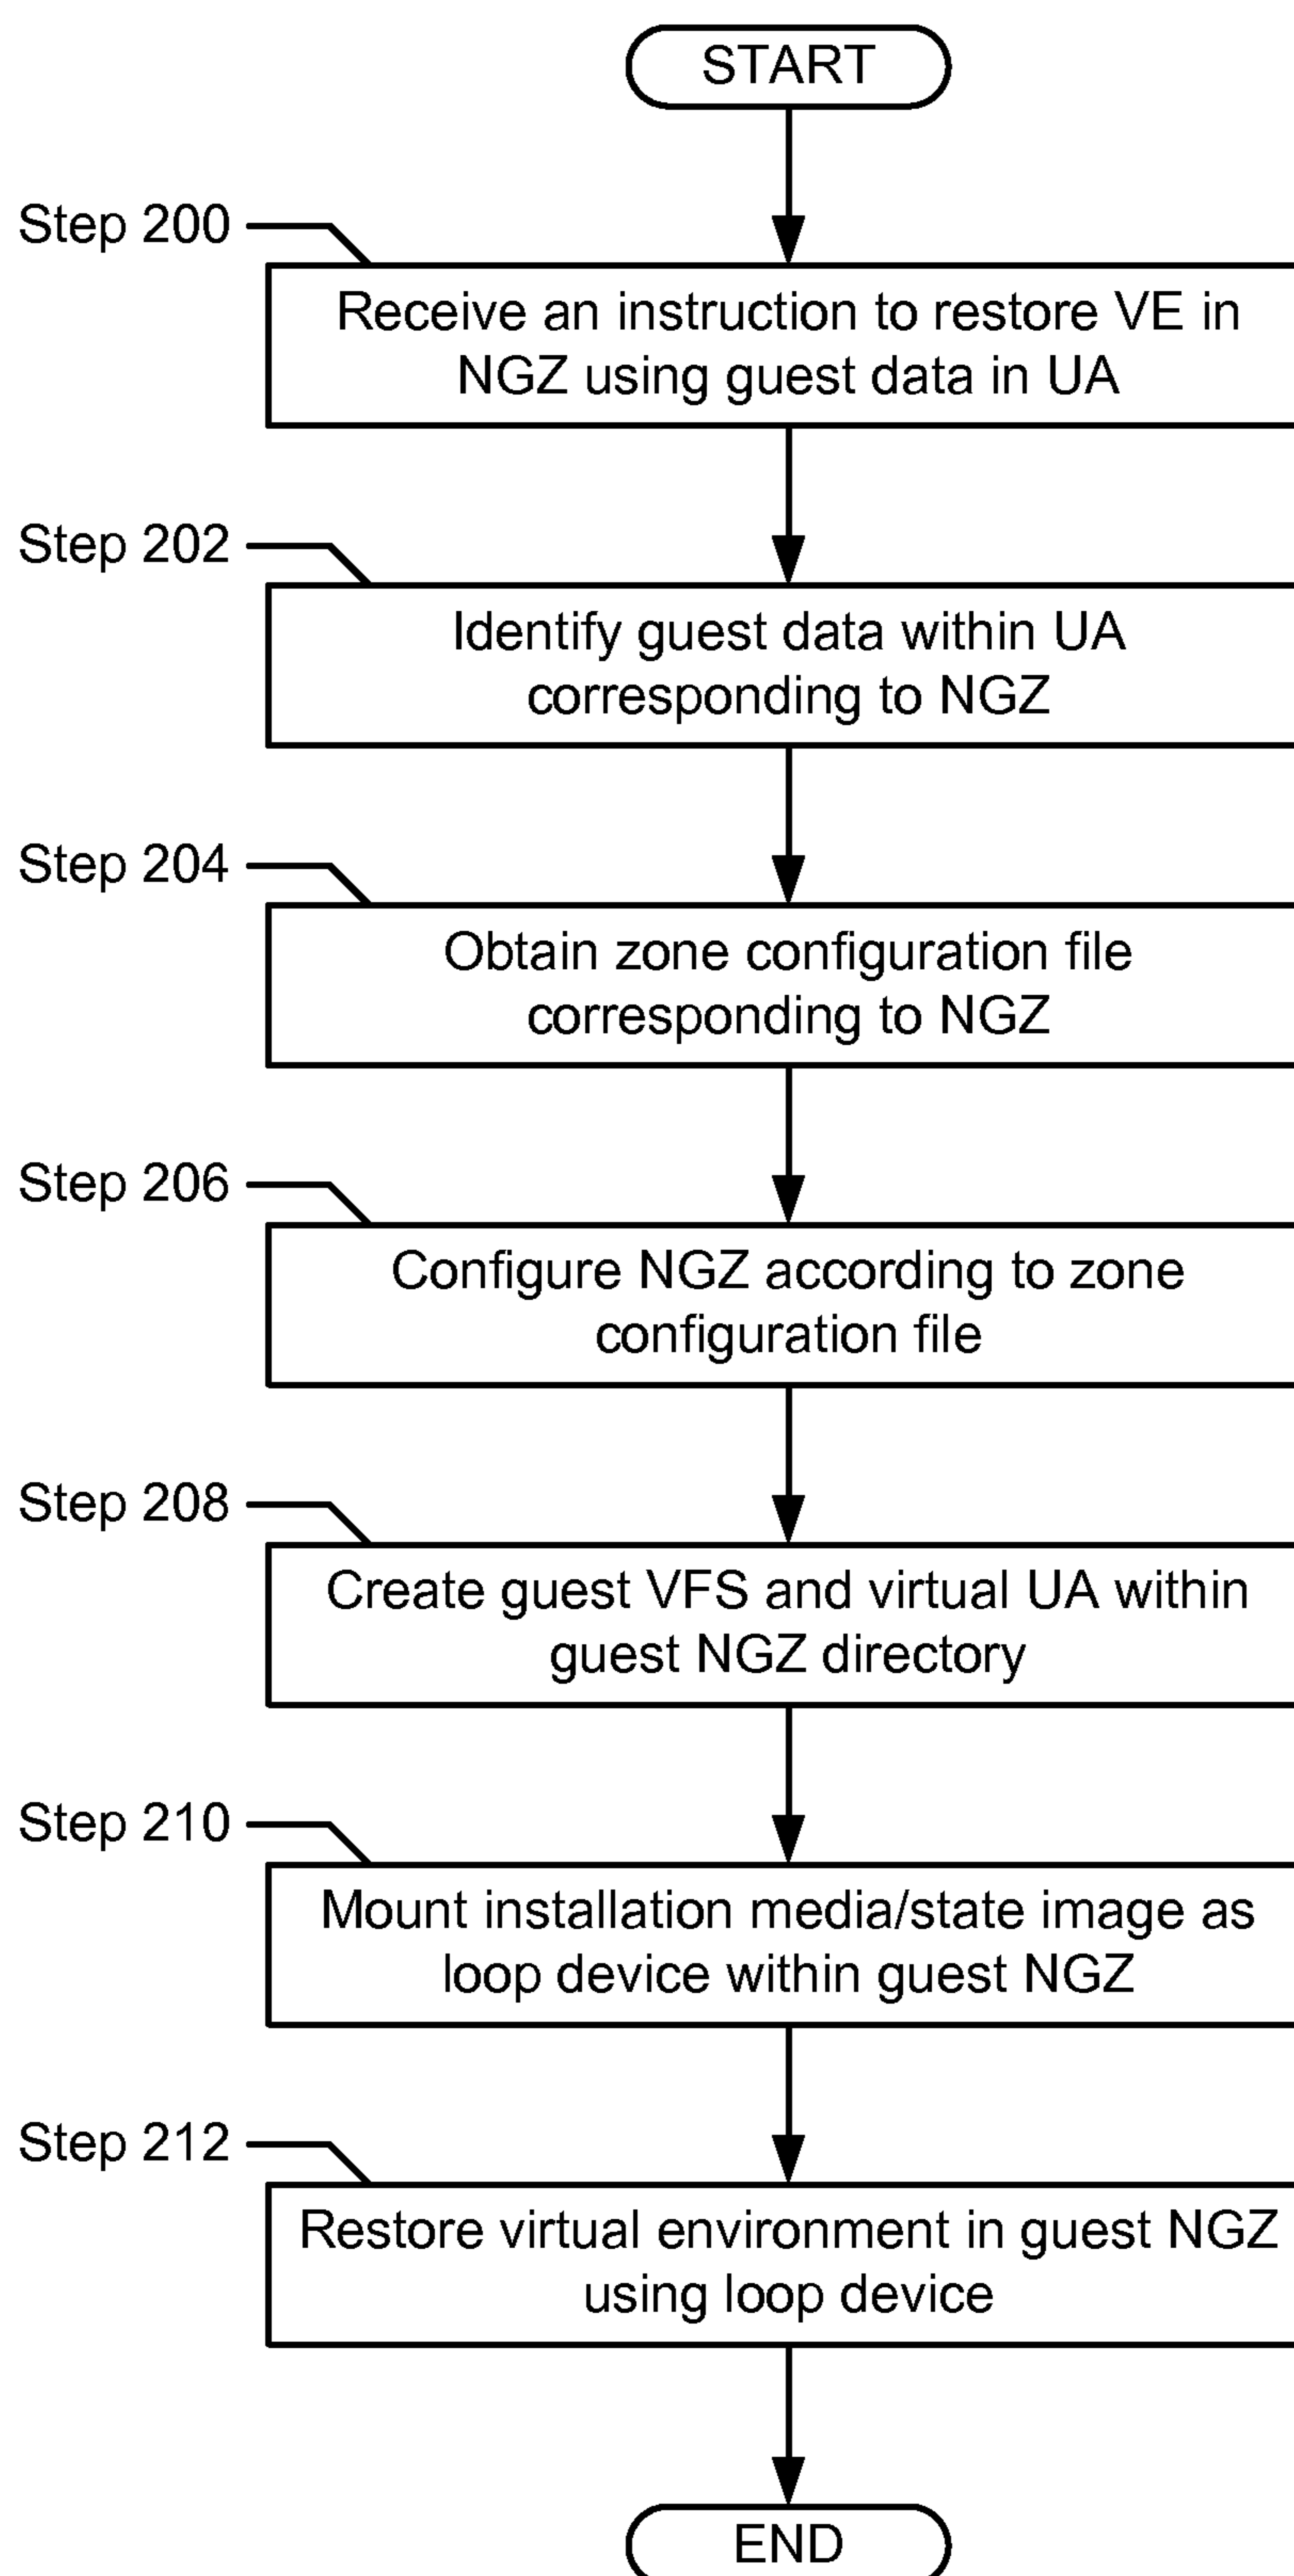 START
Step 200
Receive an instruction to restore VE in
NGZ using guest data in UA
Step 202
Identify guest data within UA
corresponding to NGZ
Step 204
Obtain zone configuration file
corresponding to NGZ
Step 206
Configure NGZ according to zone
configuration file
Step 208
Create guest VFS and virtual UA within
guest NGZ directory
Step 210
Mount installation media/state image as
loop device within guest NGZ
Step 212
Restore virtual environment in guest NGZ
using loop device
END